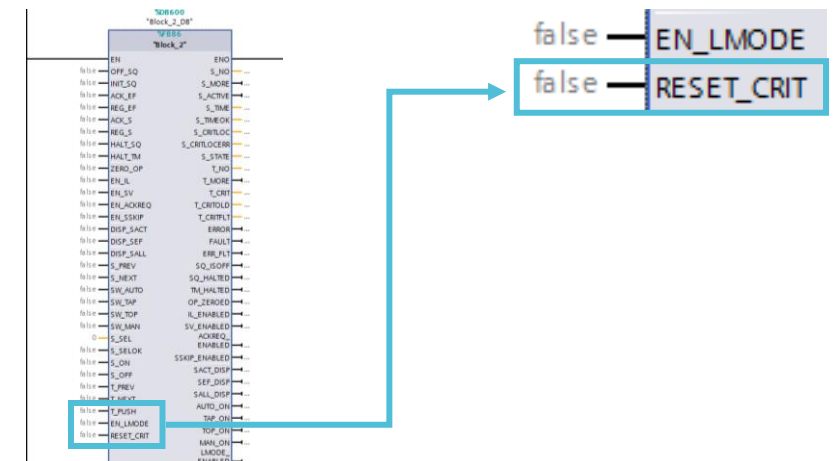 %DB600
"Block_2_DB"
%FB86
"Block_2"
EN ENO
false OFF_SQ S_NO ...
false INIT_SQ S_MORE ...
false ACK_EF S_ACTIVE ...
false REG_EF S_TIME ...
false ACK_S S_TIMEOK ...
false REG_S S_CRITLOC ...
false HALT_SQ S_CRITLOCERR ...
false HALT_TM S_STATE ...
false ZERO_OP T_NO ...
false EN_IL T_MORE ...
false EN_SV T_CRIT ...
false EN_ACKREQ T_CRITOLD ...
false EN_SSKIP T_CRITFLT ...
false DISP_SACT ERROR ...
false DISP_SEF FAULT ...
false DISP_SALL ERR_FLT ...
false S_PREV SQ_ISOFF ...
false S_NEXT SQ_HALTED ...
false SW_AUTO TM_HALTED ...
false SW_TAP OP_ZEROED ...
false SW_TOP IL_ENABLED ...
false SW_MAN SV_ENABLED ...
0 S_SEL ACKREQ_
ENABLED ...
false S_SELOK
SSKIP_ENABLED ...
false S_ON
SACT_DISP ...
false S_OFF
SEF_DISP ...
false T_PREV
SALL_DISP ...
false T_NEXT
AUTO_ON ...
false T_PUSH
TAP_ON ...
false EN_LMODE
TOP_ON ...
false RESET_CRIT
MAN_ON ...
LMODE_
ENABLED
false EN_LMODE
false RESET_CRIT